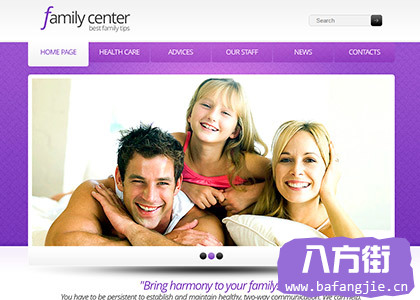 family center
best family tips
Search
HOME PAGE
HEALTH CARE
ADVICES
OUR STAFF
NEWS
CONTACTS
"Bring harmony to your family
You have to be persistent to establish and maintain healthy, two-way communication. We can help.
八方街
www.bafangjie.cn